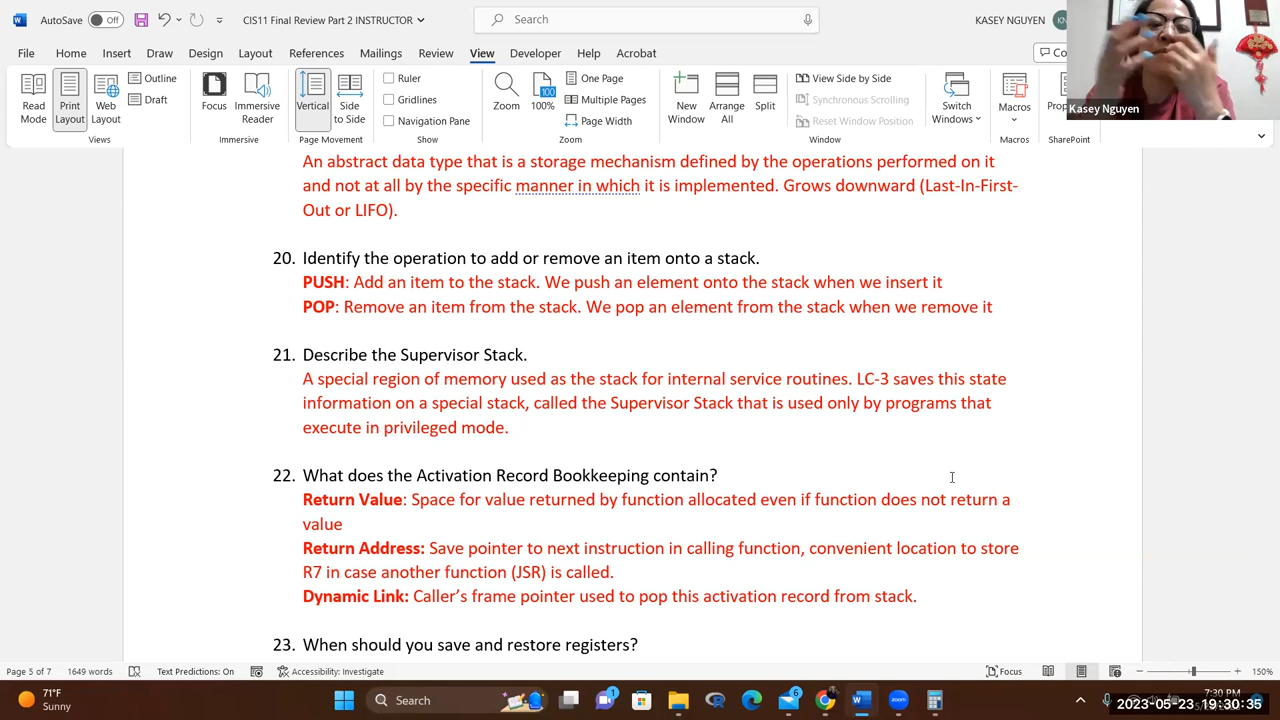 AutoSave Off
CIS11 Final Review Part 2 INSTRUCTOR
Search
KASEY NGUYEN
KN
File Home Insert Draw Design Layout References Mailings Review View Developer Help Acrobat
Read Mode
Print Layout
Web Layout
Outline
Draft
Views
Focus
Immersive Reader
Immersive
Vertical
Side to Side
Page Movement
Ruler
Gridlines
Navigation Pane
Show
Zoom
100
100%
One Page
Multiple Pages
Page Width
Zoom
New Window
Arrange All
Split
View Side by Side
Synchronous Scrolling
Reset Window Position
Window
Switch Windows
Macros
Macros
SharePoint
Kasey Nguyen
An abstract data type that is a storage mechanism defined by the operations performed on it
and not at all by the specific manner in which it is implemented. Grows downward (Last-In-First-
Out or LIFO).
20. Identify the operation to add or remove an item onto a stack.
PUSH: Add an item to the stack. We push an element onto the stack when we insert it
POP: Remove an item from the stack. We pop an element from the stack when we remove it
21. Describe the Supervisor Stack.
A special region of memory used as the stack for internal service routines. LC-3 saves this state
information on a special stack, called the Supervisor Stack that is used only by programs that
execute in privileged mode.
22. What does the Activation Record Bookkeeping contain?
Return Value: Space for value returned by function allocated even if function does not return a
value
Return Address: Save pointer to next instruction in calling function, convenient location to store
R7 in case another function (JSR) is called.
Dynamic Link: Caller's frame pointer used to pop this activation record from stack.
23. When should you save and restore registers?
Page 5 of 7 1649 words Text Predictions: On Accessibility: Investigate Focus 150%
71°F
Sunny
Search
1
6
7:30 PM
2023-05-23 19:30:35